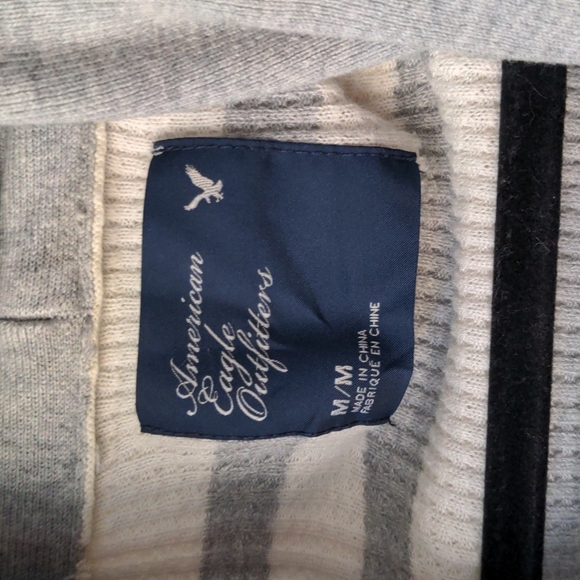 American
Eagle
Outfitters
M/M
MADE IN CHINA
FABRIQUÉ EN CHINE